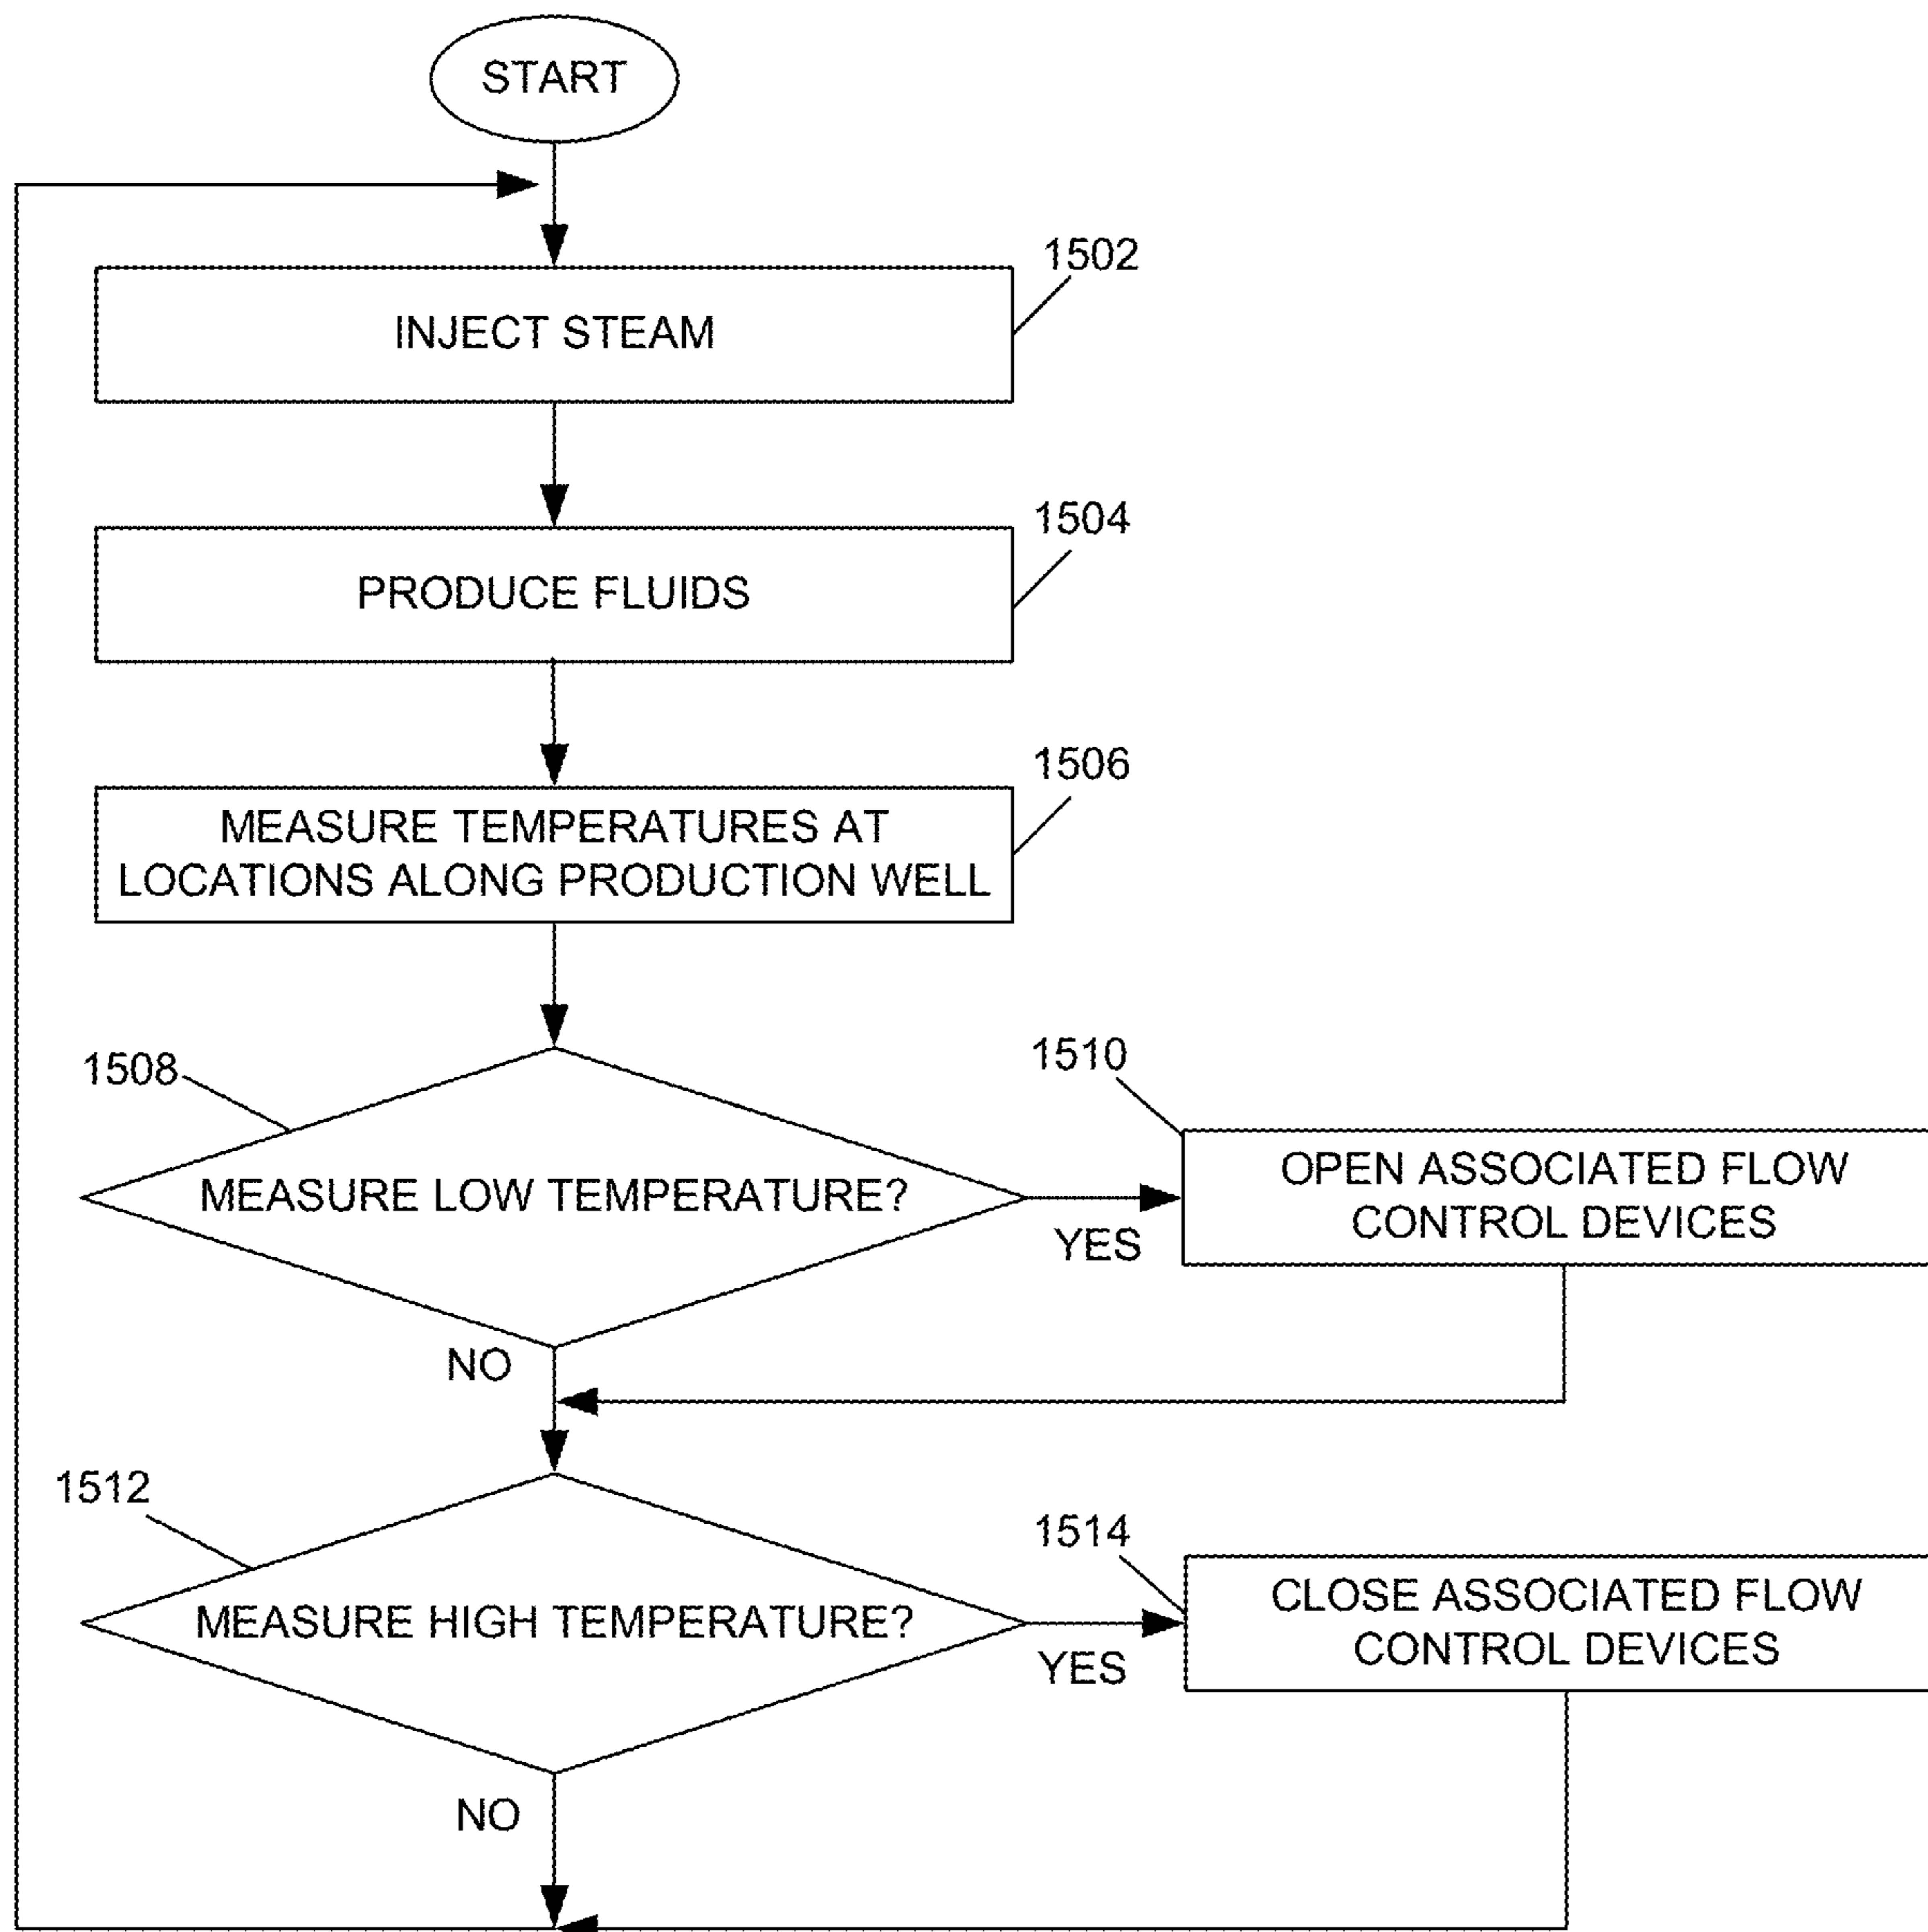 START
1502
INJECT STEAM
1504
PRODUCE FLUIDS
1506
MEASURE TEMPERATURES AT
LOCATIONS ALONG PRODUCTION WELL
1508
MEASURE LOW TEMPERATURE?
YES
1510
OPEN ASSOCIATED FLOW
CONTROL DEVICES
NO
1512
MEASURE HIGH TEMPERATURE?
YES
1514
CLOSE ASSOCIATED FLOW
CONTROL DEVICES
NO